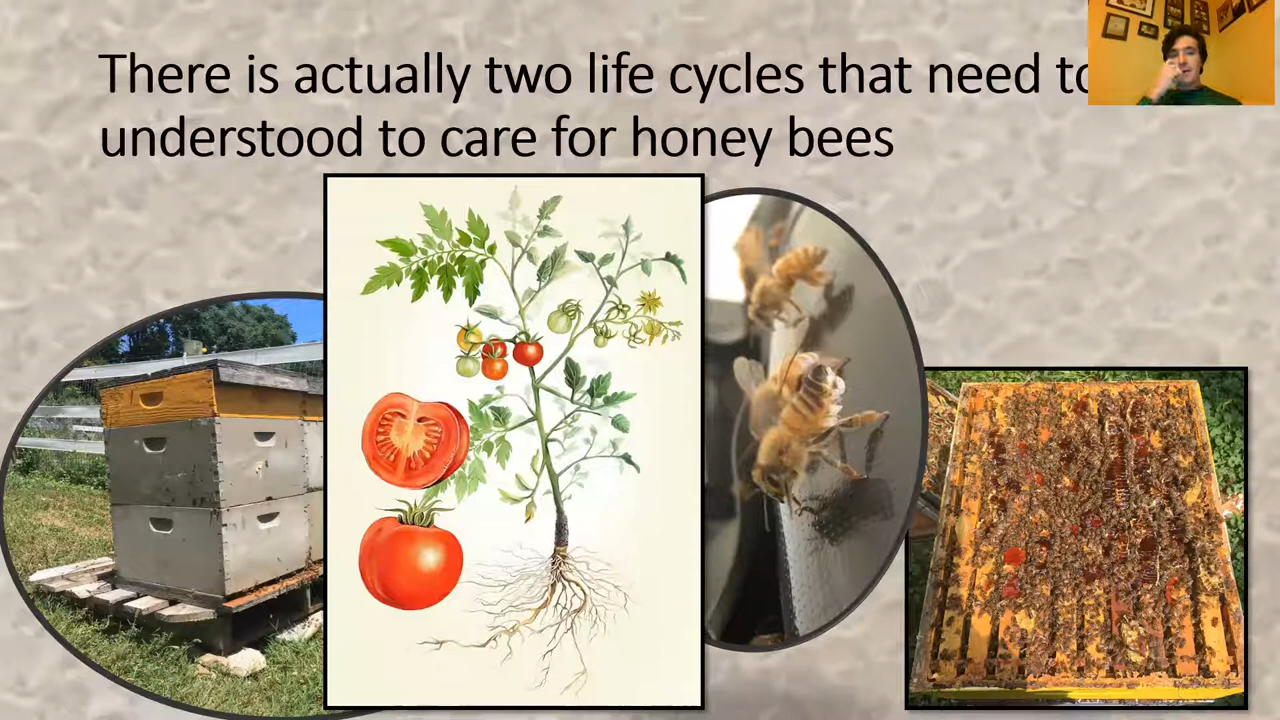 There is actually two life cycles that need to
understood to care for honey bees